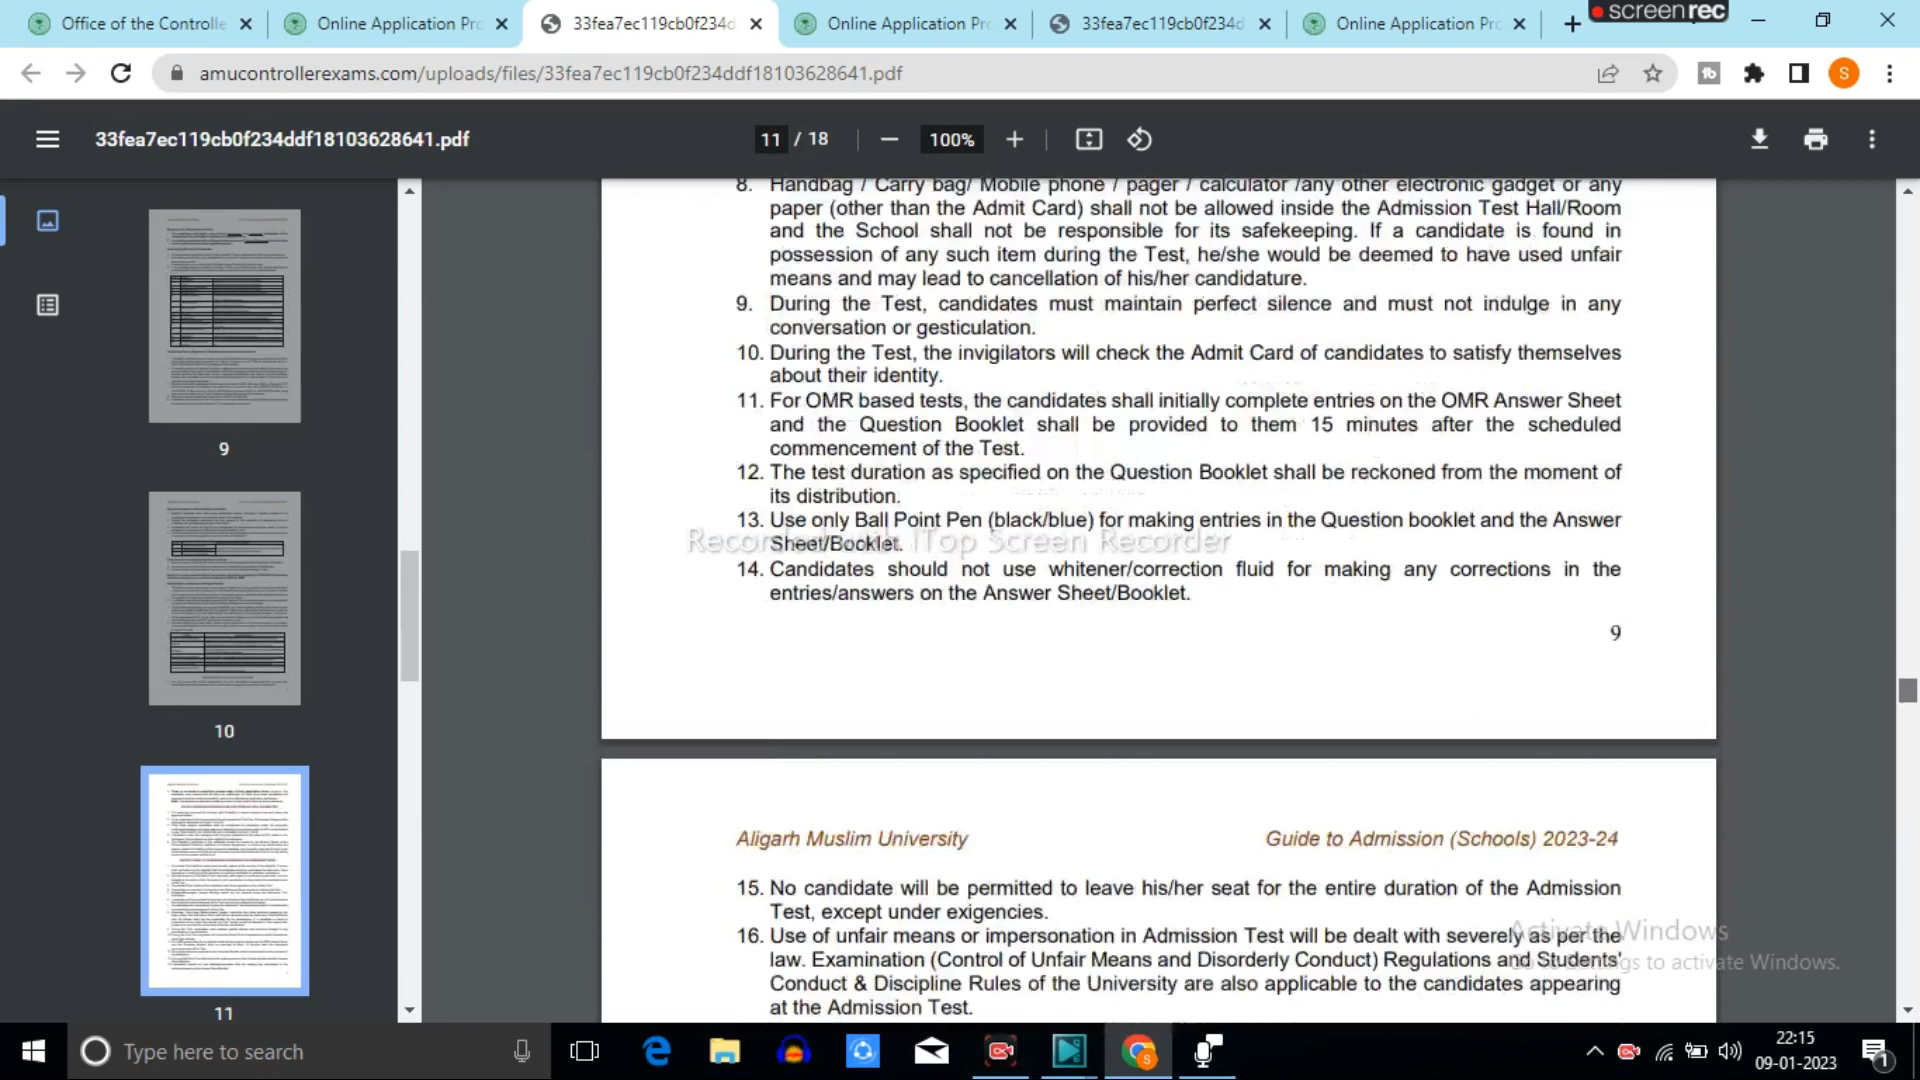 Office of the Controlle
Online Application Pro
33fea7ec119cb0f234d
Online Application Pro
33fea7ec119cb0f234d
Online Application Pro
screenrec
amucontrollerexams.com/uploads/files/33fea7ec119cb0f234ddf18103628641.pdf
S
33fea7ec119cb0f234ddf18103628641.pdf
11 / 18
100%
8. Handbag / Carry bag/ Mobile phone / pager / calculator /any other electronic gadget or any
paper (other than the Admit Card) shall not be allowed inside the Admission Test Hall/Room
and the School shall not be responsible for its safekeeping. If a candidate is found in
possession of any such item during the Test, he/she would be deemed to have used unfair
means and may lead to cancellation of his/her candidature.
9. During the Test, candidates must maintain perfect silence and must not indulge in any
conversation or gesticulation.
10. During the Test, the invigilators will check the Admit Card of candidates to satisfy themselves
about their identity.
11. For OMR based tests, the candidates shall initially complete entries on the OMR Answer Sheet
and the Question Booklet shall be provided to them 15 minutes after the scheduled
commencement of the Test.
12. The test duration as specified on the Question Booklet shall be reckoned from the moment of
its distribution.
13. Use only Ball Point Pen (black/blue) for making entries in the Question booklet and the Answer
Sheet/Booklet.
Recorded with iTop Screen Recorder
14. Candidates should not use whitener/correction fluid for making any corrections in the
entries/answers on the Answer Sheet/Booklet.
9
Aligarh Muslim University
Guide to Admission (Schools) 2023-24
15. No candidate will be permitted to leave his/her seat for the entire duration of the Admission
Test, except under exigencies.
16. Use of unfair means or impersonation in Admission Test will be dealt with severely as per the
law. Examination (Control of Unfair Means and Disorderly Conduct) Regulations and Students'
Conduct & Discipline Rules of the University are also applicable to the candidates appearing
at the Admission Test.
Activate Windows
Go to Settings to activate Windows.
9
10
11
Type here to search
22:15
09-01-2023
1